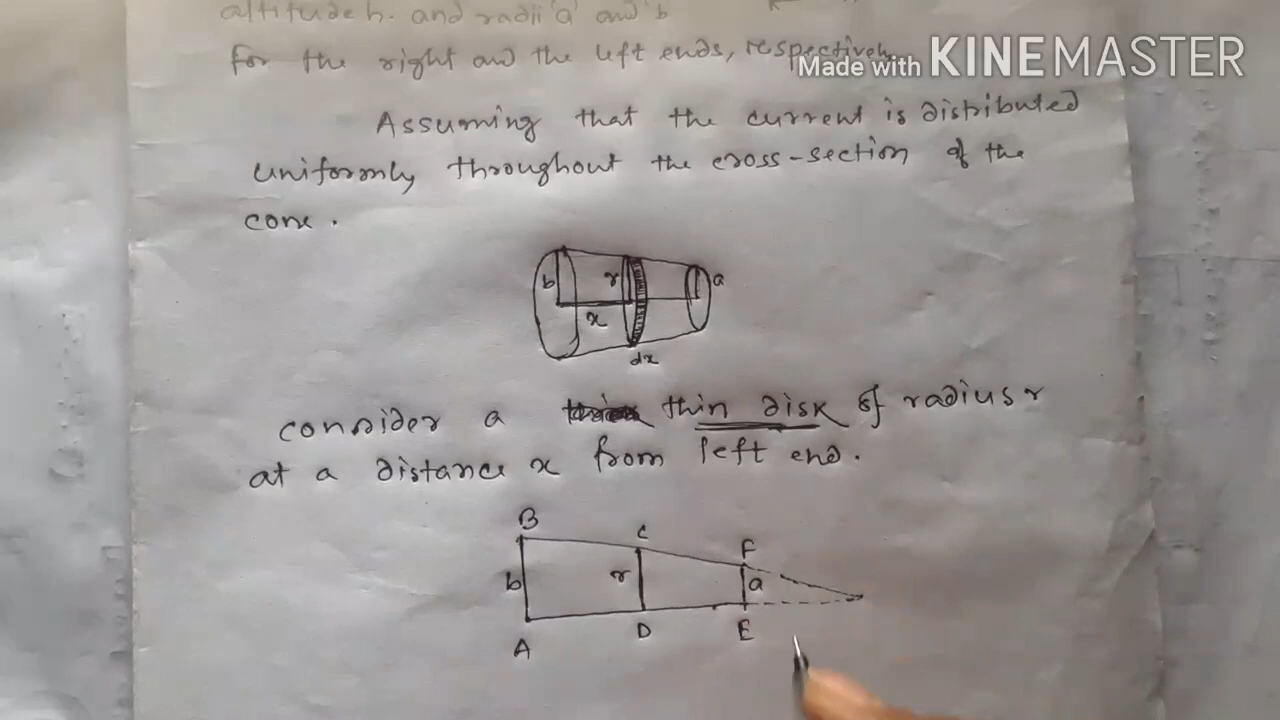 altitude h. and radii 'a' and 'b'
for the right and the left ends, respectively.
Made with KINEMASTER
Assuming that the current is distributed
uniformly throughout the cross-section of the
cone.
b r a
x
dx
consider a thin disk of radius r
at a distance x from left end.
B C F
b r a
A D E